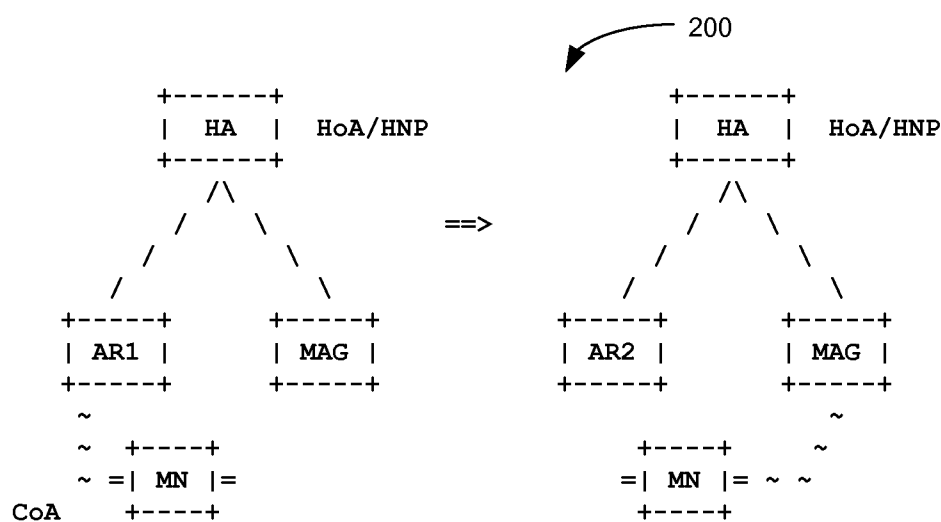 200
+-------+ +-------+
| HA | HoA/HNP | HA | HoA/HNP
+-------+ +-------+
/\ /\
/ \ ==> / \
/ \ / \
/ \ / \
+------+ +------+ +------+ +------+
| AR1 | | MAG | | AR2 | | MAG |
+------+ +------+ +------+ +------+
~ ~
~ +-----+ +-----+ ~
~ =| MN |= =| MN |= ~ ~
CoA +-----+ +-----+